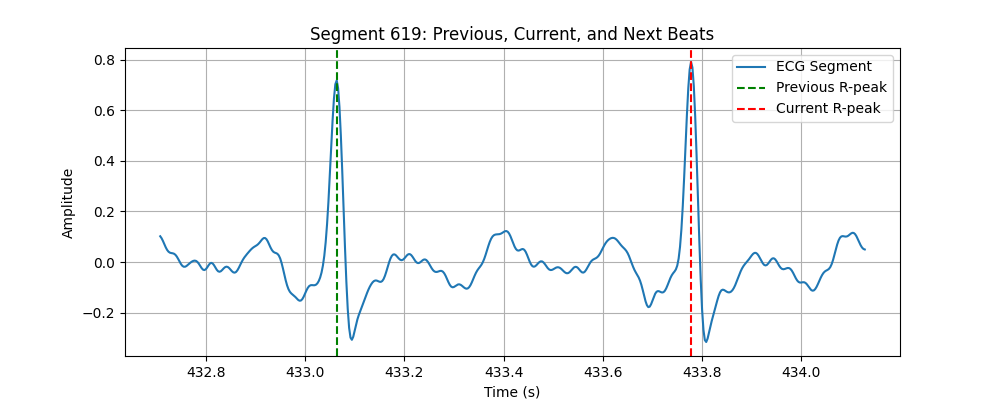 Segment 619: Previous, Current, and Next Beats
ECG Segment
Previous R-peak
Current R-peak
Amplitude
0.8
0.6
0.4
0.2
0.0
−0.2
432.8 433.0 433.2 433.4 433.6 433.8 434.0
Time (s)